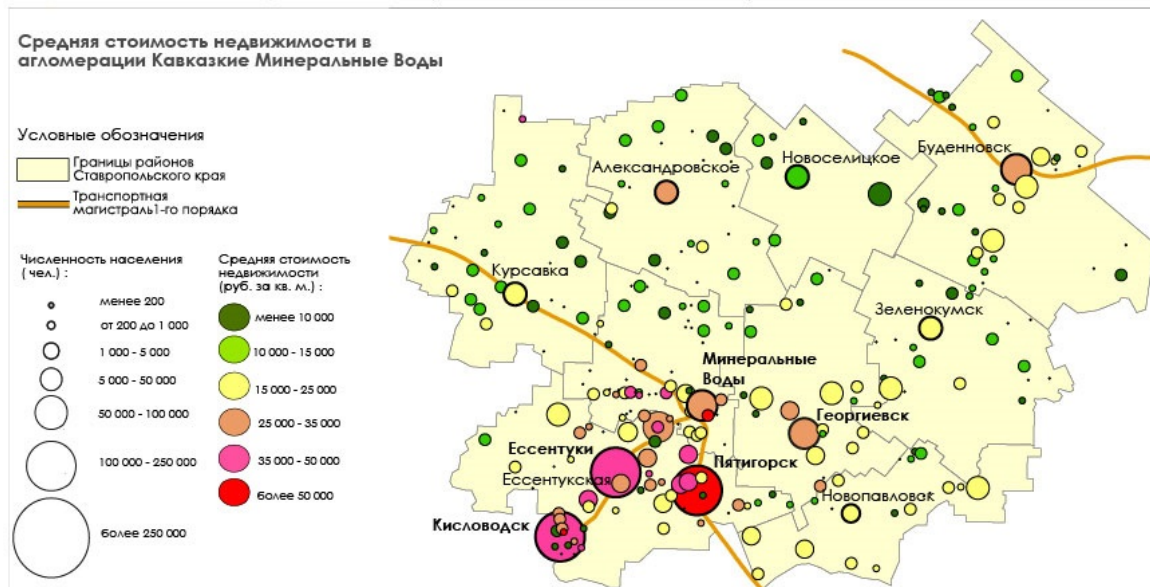 Средняя стоимость недвижимости в
агломерации Кавказкие Минеральные Воды
Условные обозначения
Границы районов
Ставропольского края
Транспортная
магистраль1-го порядка
Численность населения
( чел.) :
менее 200
от 200 до 1 000
1 000 - 5 000
5 000 - 50 000
50 000 - 100 000
100 000 - 250 000
более 250 000
Средняя стоимость
недвижимости
(руб. за кв. м.) :
менее 10 000
10 000 - 15 000
15 000 - 25 000
25 000 - 35 000
35 000 - 50 000
более 50 000
Буденновск
Новоселицкое
Александровское
Курсавка
Зеленокумск
Минеральные
Воды
Георгиевск
Ессентуки
Пятигорск
Ессентукская
Новопавловск
Кисловодск